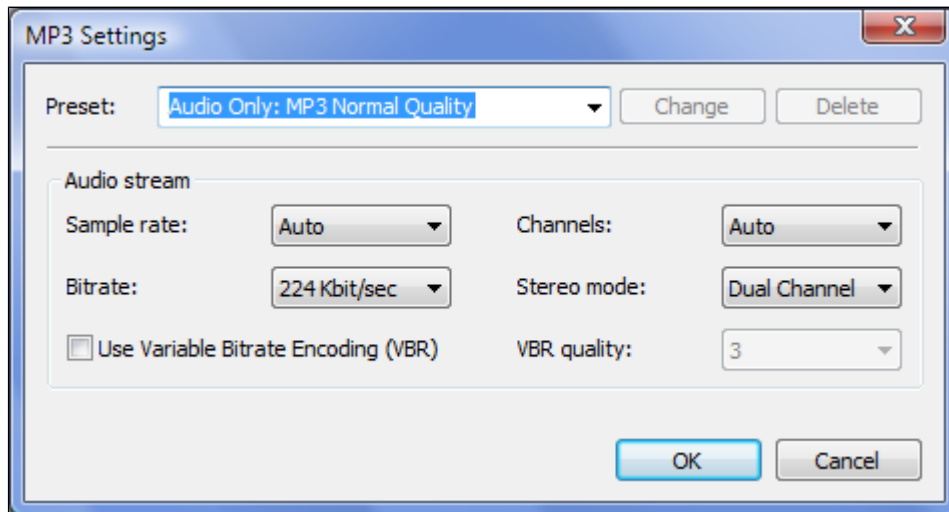 MP3 Settings
Preset: Audio Only: MP3 Normal Quality Change Delete
Audio stream
Sample rate: Auto Channels: Auto
Bitrate: 224 Kbit/sec Stereo mode: Dual Channel
Use Variable Bitrate Encoding (VBR) VBR quality: 3
OK Cancel